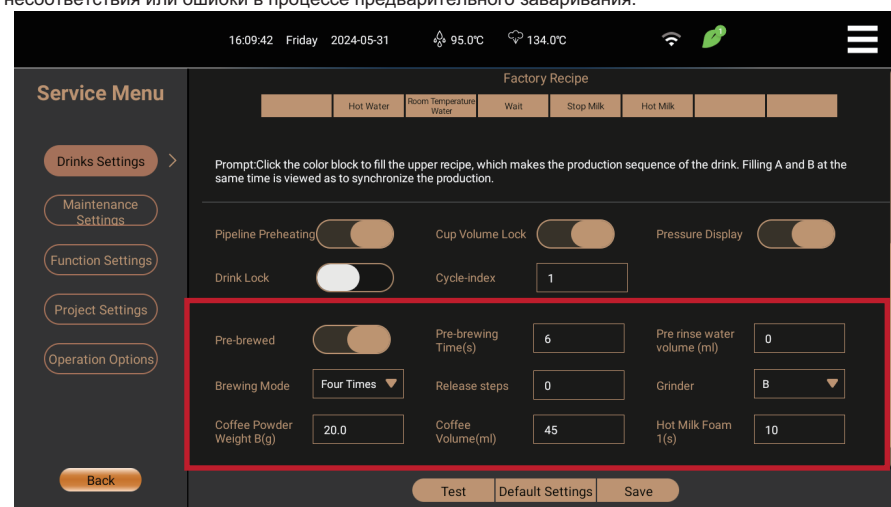 несоответствия или ошибки в процессе предварительного заваривания.
16:09:42 Friday 2024-05-31 95.0℃ 134.0℃ 1
Service Menu
Factory Recipe
Hot Water
Room Temperature
Water
Wait
Stop Milk
Hot Milk
Drinks Settings >
Prompt:Click the color block to fill the upper recipe, which makes the production sequence of the drink. Filling A and B at the
same time is viewed as to synchronize the production.
Maintenance
Settings
Function Settings
Project Settings
Operation Options
Pipeline Preheating
Cup Volume Lock
Pressure Display
Drink Lock
Cycle-index
1
Pre-brewed
Pre-brewing
Time(s)
6
Pre rinse water
volume (ml)
0
Brewing Mode
Four Times
Release steps
0
Grinder
B
Coffee Powder
Weight B(g)
20.0
Coffee
Volume(ml)
45
Hot Milk Foam
1(s)
10
Back
Test
Default Settings
Save